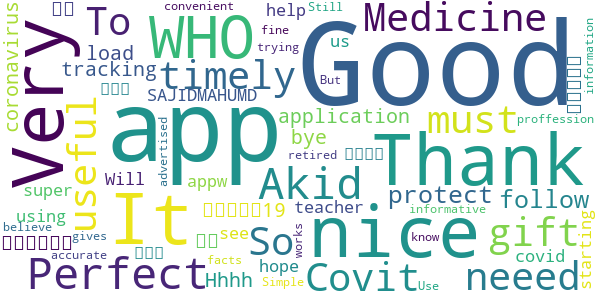 convenient
Still
help
fine
trying
us
But
Medicine
information
coronavirus
To
load
tracking
WHO
timely
Good
Very
useful
SAJIDMAHUMD
app
application
bye
must
advertised
retired
Thank
Will
appw
Akid
protect
follow
proffession
super
using
It
19
teacher
nice
informative
gift
starting
believe
gives
see
So
works
know
covid
accurate
Perfect
facts
Hhhh
Simple
hope
Covit
Use
neeed